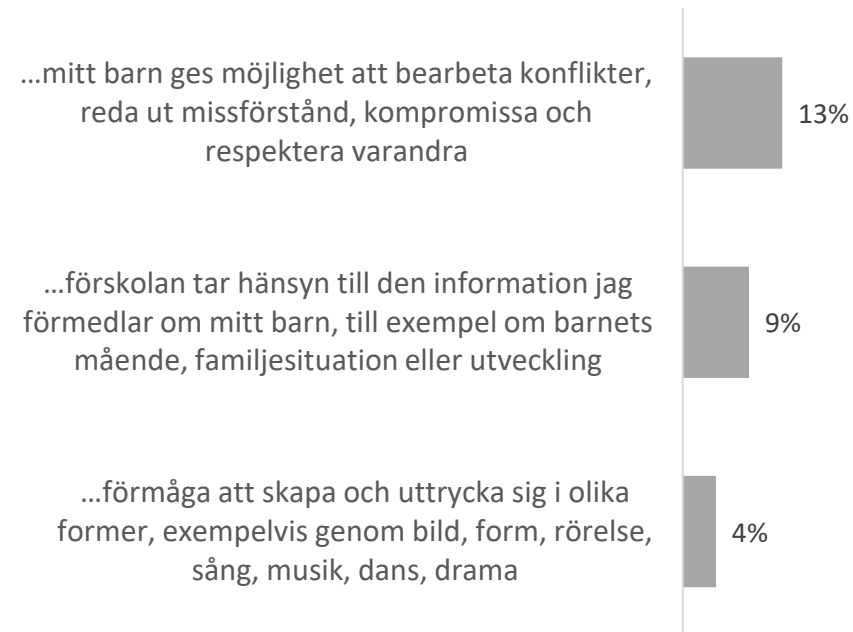 ...mitt barn ges möjlighet att bearbeta konflikter,
reda ut missförstånd, kompromissa och
respektera varandra
13%
...förskolan tar hänsyn till den information jag
förmedlar om mitt barn, till exempel om barnets
mående, familjesituation eller utveckling
9%
...förmåga att skapa och uttrycka sig i olika
former, exempelvis genom bild, form, rörelse,
sång, musik, dans, drama
4%